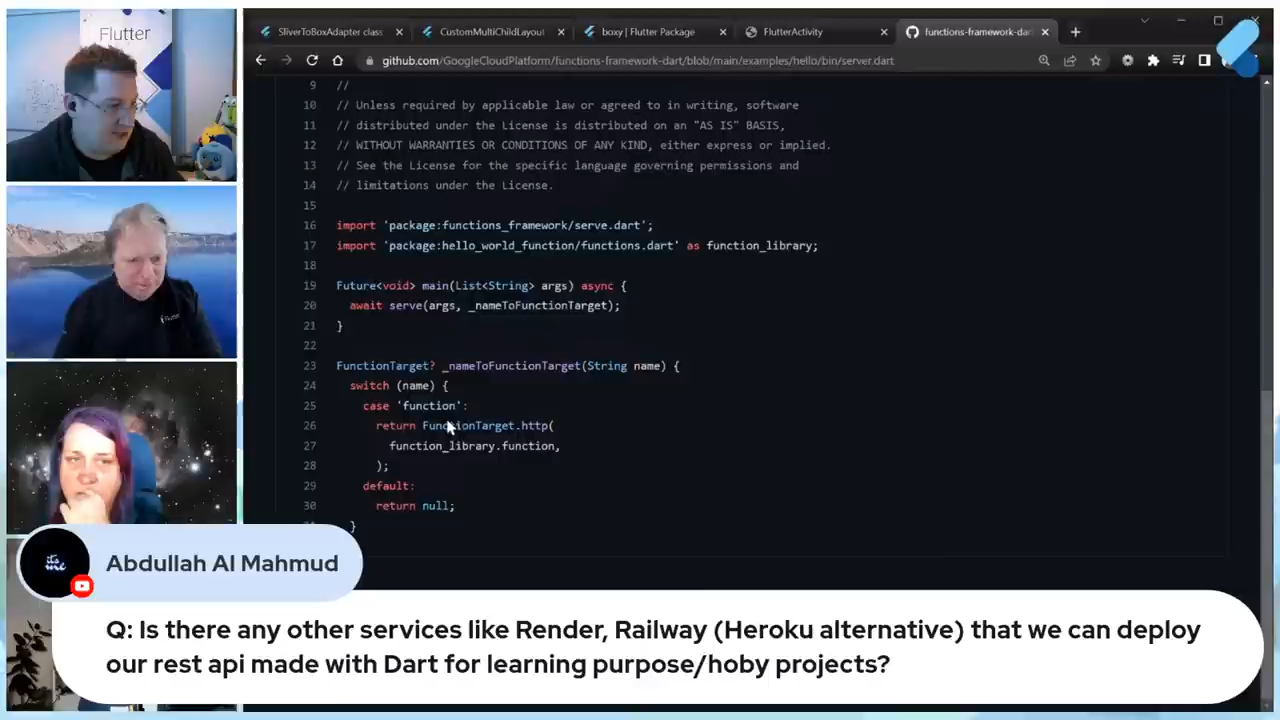 Flutter
SliverToBoxAdapter class
CustomMultiChildLayout
boxy | Flutter Package
FlutterActivity
functions-framework-dar
github.com/GoogleCloudPlatform/functions-framework-dart/blob/main/examples/hello/bin/server.dart
9 //
10 // Unless required by applicable law or agreed to in writing, software
11 // distributed under the License is distributed on an "AS IS" BASIS,
12 // WITHOUT WARRANTIES OR CONDITIONS OF ANY KIND, either express or implied.
13 // See the License for the specific language governing permissions and
14 // limitations under the License.
15
16 import 'package:functions_framework/serve.dart';
17 import 'package:hello_world_function/functions.dart' as function_library;
18
19 Future<void> main(List<String> args) async {
20 await serve(args, _nameToFunctionTarget);
21 }
22
23 FunctionTarget? _nameToFunctionTarget(String name) {
24 switch (name) {
25 case 'function':
26 return FunctionTarget.http(
27 function_library.function,
28 );
29 default:
30 return null;
}
Abdullah Al Mahmud
Q: Is there any other services like Render, Railway (Heroku alternative) that we can deploy
our rest api made with Dart for learning purpose/hoby projects?